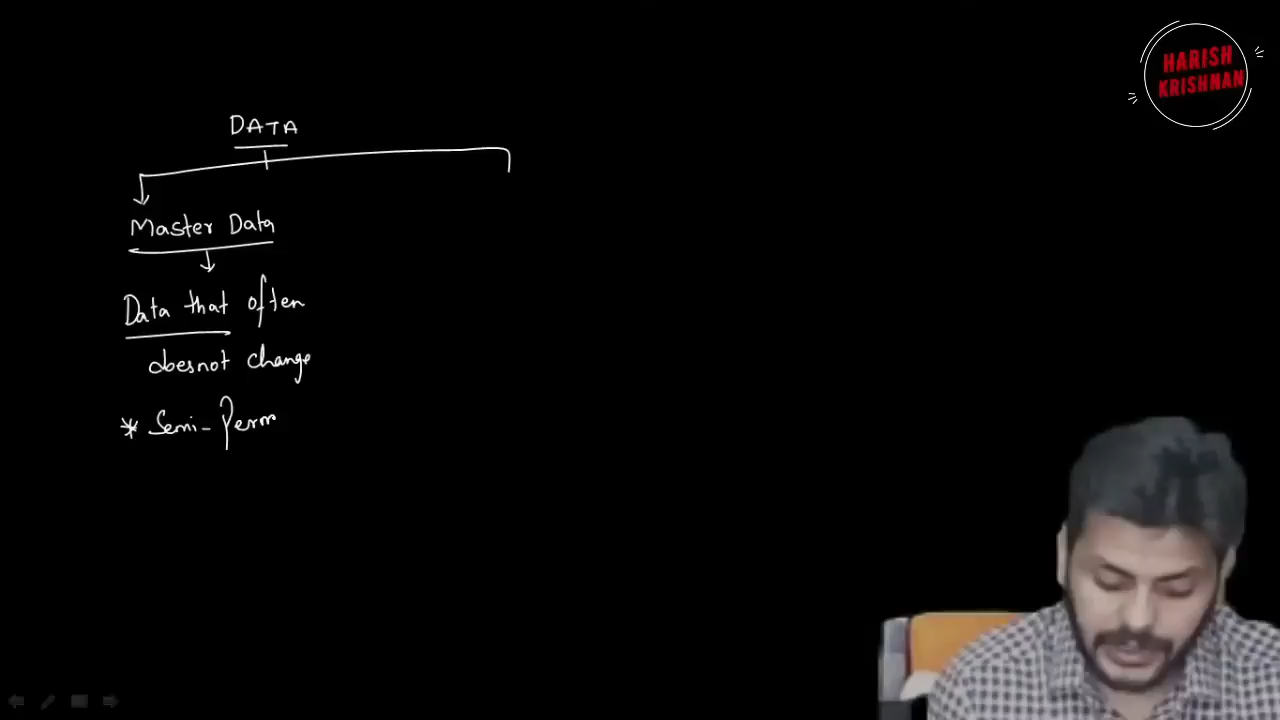 HARISH
KRISHNAN
DATA
Master Data
Data that often
doesnot change
* Semi-Perm